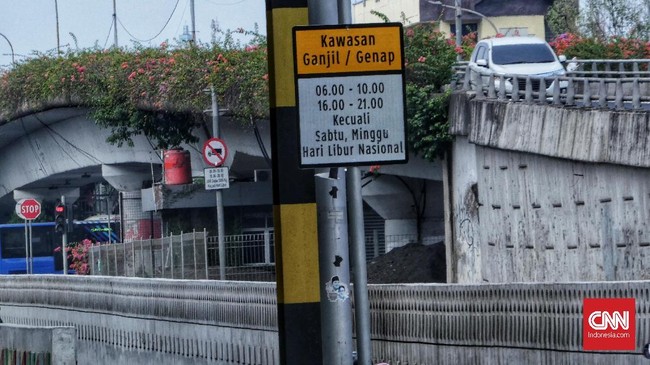 Kawasan
Ganjil / Genap
06.00 - 10.00
16.00 - 21.00
Kecuali
Sabtu, Minggu
Hari Libur Nasional
STOP
CNN
Indonesia.com